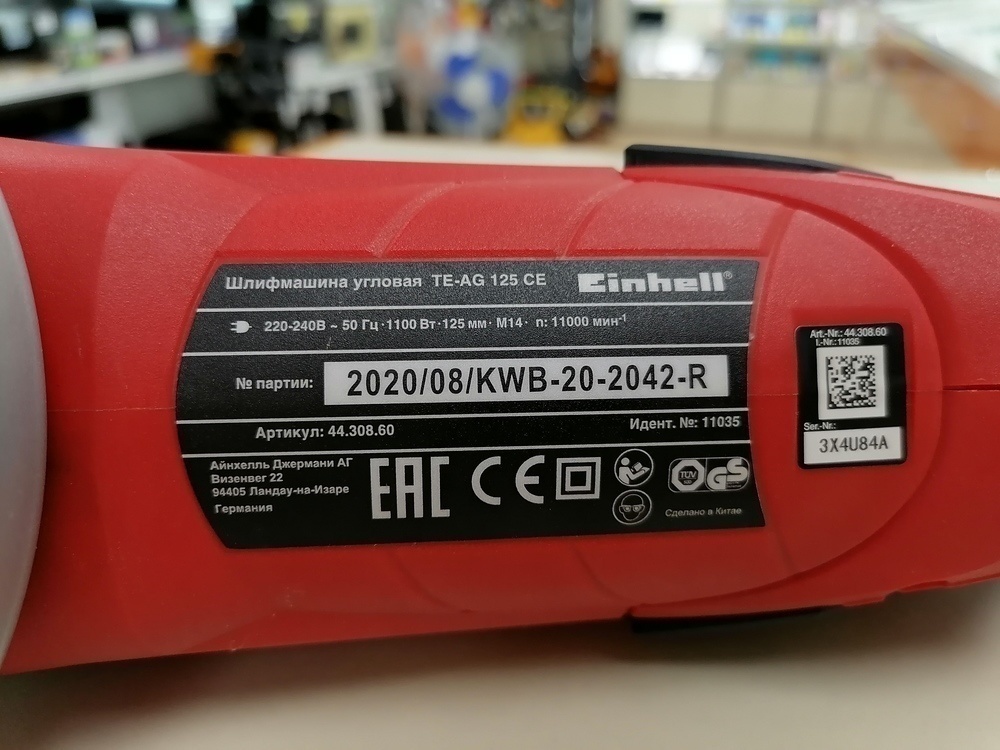 Шлифмашина угловая TE-AG 125 CE Einhell®
220-240В ~ 50 Гц · 1100 Вт · 125 мм · М14 · n: 11000 мин⁻¹
№ партии: 2020/08/KWB-20-2042-R
Артикул: 44.308.60 Идент. №: 11035
Айнхелль Джермани АГ
Визенвег 22
94405 Ландау-на-Изаре
Германия
EAC CE TÜV GS
Сделано в Китае
Art.-Nr.: 44.308.60
I.-Nr.: 11035
Ser.-Nr.:
3X4U84A